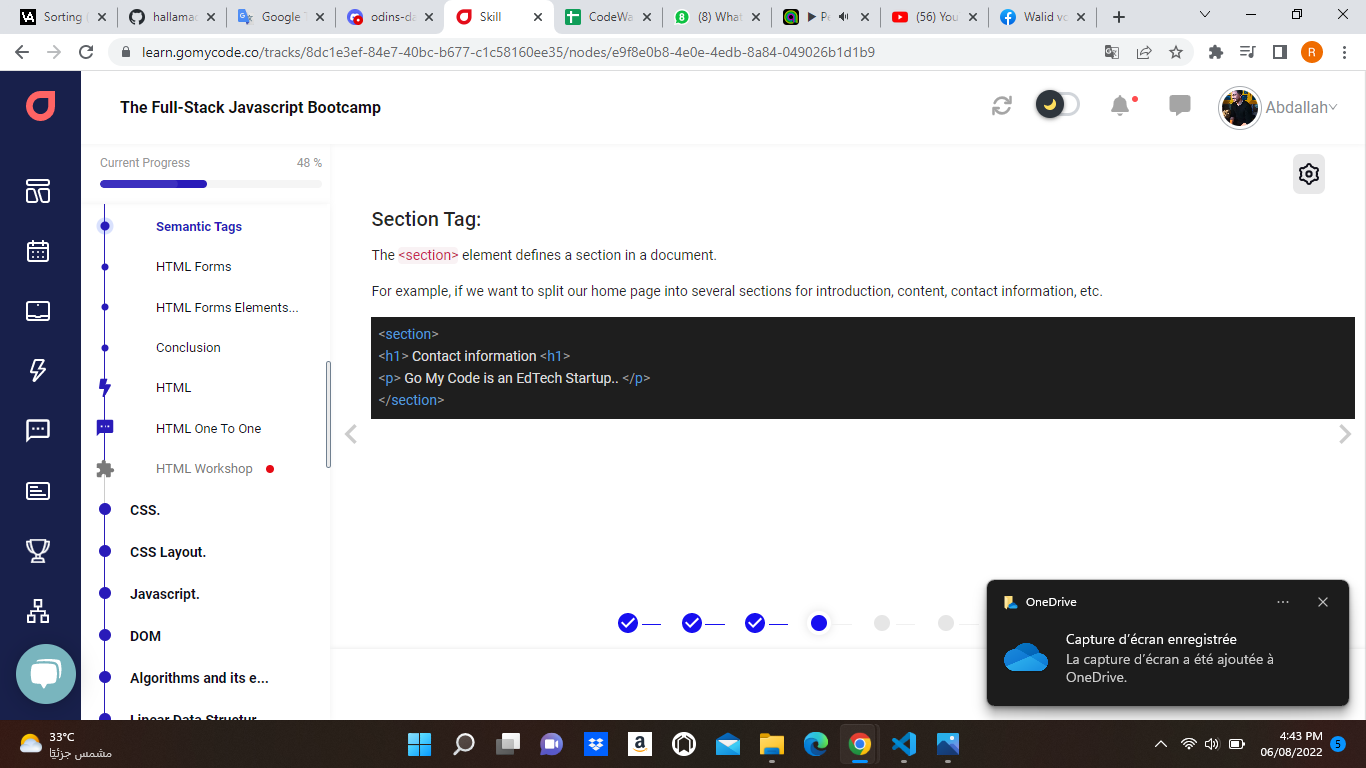 Sorting
hallamad
Google T
odins-da
Skill
CodeWa
(8) What
Pe
(56) You
Walid vo
learn.gomycode.co/tracks/8dc1e3ef-84e7-40bc-b677-c1c58160ee35/nodes/e9f8e0b8-4e0e-4edb-8a84-049026b1d1b9
R
The Full-Stack Javascript Bootcamp
Abdallah
Current Progress 48 %
Semantic Tags
HTML Forms
HTML Forms Elements...
Conclusion
HTML
HTML One To One
HTML Workshop
CSS.
CSS Layout.
Javascript.
DOM
Algorithms and its e...
Linear Data Structur
Section Tag:
The <section> element defines a section in a document.
For example, if we want to split our home page into several sections for introduction, content, contact information, etc.
<section>
<h1> Contact information <h1>
<p> Go My Code is an EdTech Startup.. </p>
</section>
OneDrive
Capture d'écran enregistrée
La capture d'écran a été ajoutée à
OneDrive.
33°C
مشمس جزئيًا
4:43 PM
06/08/2022
5